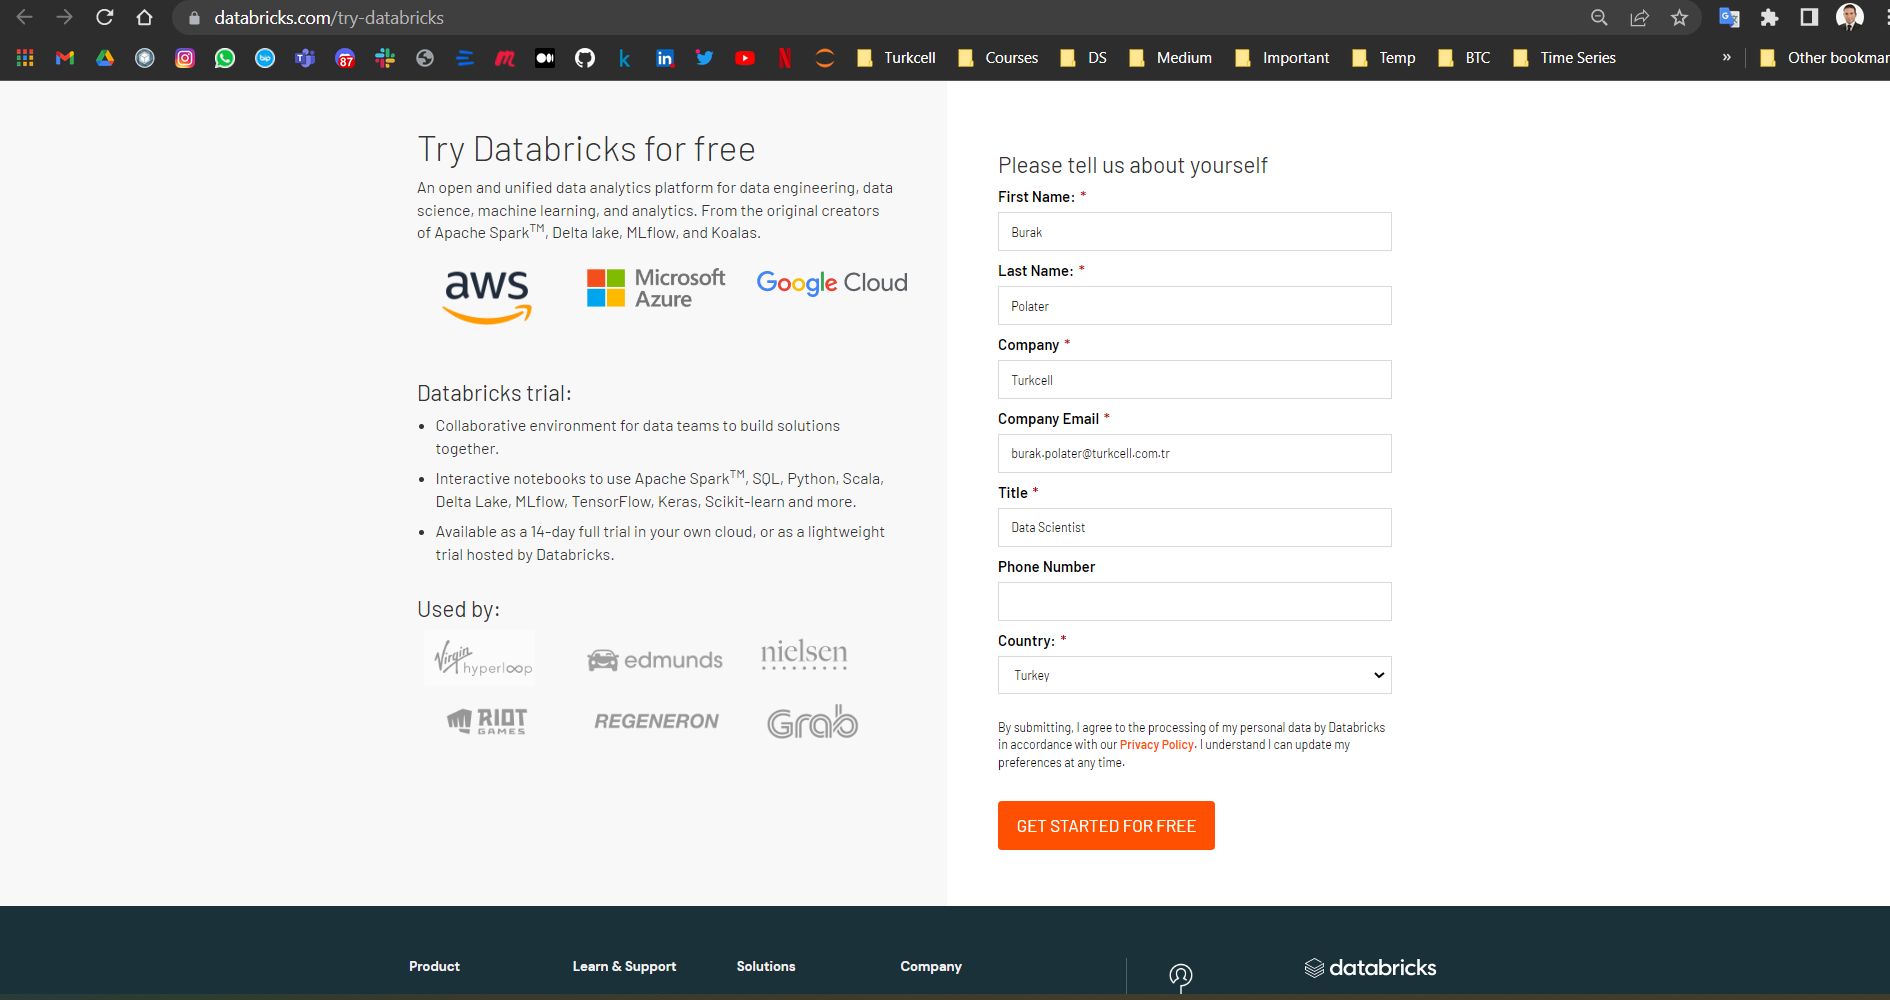 databricks.com/try-databricks
87
Turkcell
Courses
DS
Medium
Important
Temp
BTC
Time Series
»
Other bookmar
Try Databricks for free
An open and unified data analytics platform for data engineering, data
science, machine learning, and analytics. From the original creators
of Apache Spark™, Delta lake, MLflow, and Koalas.
aws
Microsoft
Azure
Google Cloud
Databricks trial:
• Collaborative environment for data teams to build solutions
together.
• Interactive notebooks to use Apache Spark™, SQL, Python, Scala,
Delta Lake, MLflow, TensorFlow, Keras, Scikit-learn and more.
• Available as a 14-day full trial in your own cloud, or as a lightweight
trial hosted by Databricks.
Used by:
Virgin
hyperloop
edmunds
nielsen
RIOT
GAMES
REGENERON
Grab
Please tell us about yourself
First Name: *
Burak
Last Name: *
Polater
Company *
Turkcell
Company Email *
burak.polater@turkcell.com.tr
Title *
Data Scientist
Phone Number
Country: *
Turkey
By submitting, I agree to the processing of my personal data by Databricks
in accordance with our Privacy Policy. I understand I can update my
preferences at any time.
GET STARTED FOR FREE
Product
Learn & Support
Solutions
Company
databricks